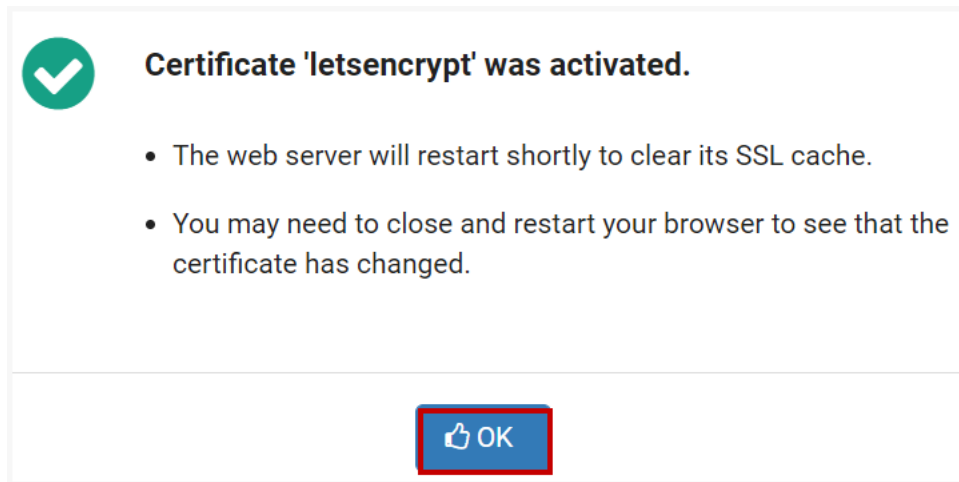 Certificate 'letsencrypt' was activated.
• The web server will restart shortly to clear its SSL cache.
• You may need to close and restart your browser to see that the
certificate has changed.
OK